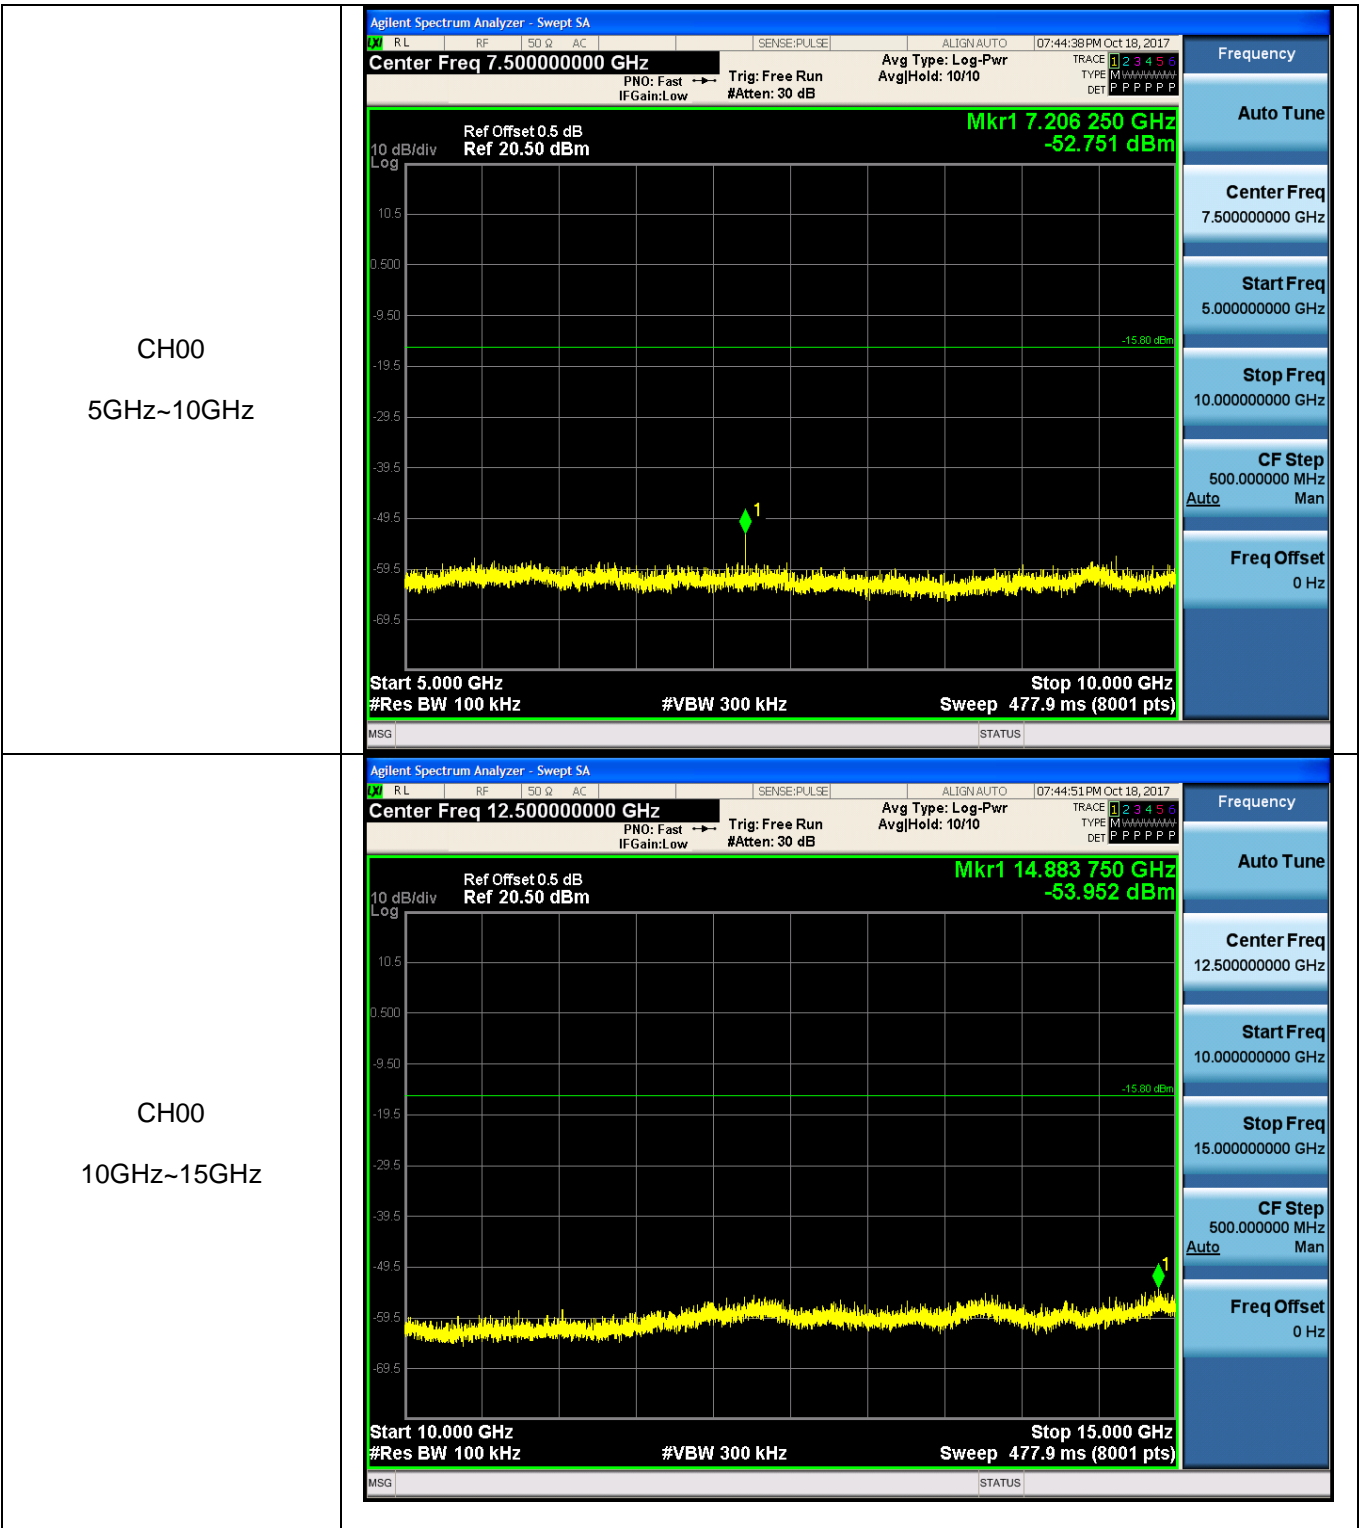 CH00
5GHz~10GHz
Agilent Spectrum Analyzer - Swept SA
LXI RL RF 50 Ω AC SENSE:PULSE ALIGN AUTO 07:44:38 PM Oct 18, 2017
Center Freq 7.500000000 GHz
PNO: Fast
IFGain:Low
Trig: Free Run
#Atten: 30 dB
Avg Type: Log-Pwr
Avg|Hold: 10/10
TRACE 1 2 3 4 5 6
TYPE MWWWWW
DET P P P P P P
Mkr1 7.206 250 GHz
-52.751 dBm
Ref Offset 0.5 dB
10 dB/div Ref 20.50 dBm
Log
10.5
0.500
-9.50
-15.80 dBm
-19.5
-29.5
-39.5
-49.5
1
-59.5
-69.5
Start 5.000 GHz Stop 10.000 GHz
#Res BW 100 kHz #VBW 300 kHz Sweep 477.9 ms (8001 pts)
MSG STATUS
Frequency
Auto Tune
Center Freq
7.500000000 GHz
Start Freq
5.000000000 GHz
Stop Freq
10.000000000 GHz
CF Step
500.000000 MHz
Auto Man
Freq Offset
0 Hz
CH00
10GHz~15GHz
Agilent Spectrum Analyzer - Swept SA
LXI RL RF 50 Ω AC SENSE:PULSE ALIGN AUTO 07:44:51 PM Oct 18, 2017
Center Freq 12.500000000 GHz
PNO: Fast
IFGain:Low
Trig: Free Run
#Atten: 30 dB
Avg Type: Log-Pwr
Avg|Hold: 10/10
TRACE 1 2 3 4 5 6
TYPE MWWWWW
DET P P P P P P
Mkr1 14.883 750 GHz
-53.952 dBm
Ref Offset 0.5 dB
10 dB/div Ref 20.50 dBm
Log
10.5
0.500
-9.50
-15.80 dBm
-19.5
-29.5
-39.5
-49.5
1
-59.5
-69.5
Start 10.000 GHz Stop 15.000 GHz
#Res BW 100 kHz #VBW 300 kHz Sweep 477.9 ms (8001 pts)
MSG STATUS
Frequency
Auto Tune
Center Freq
12.500000000 GHz
Start Freq
10.000000000 GHz
Stop Freq
15.000000000 GHz
CF Step
500.000000 MHz
Auto Man
Freq Offset
0 Hz